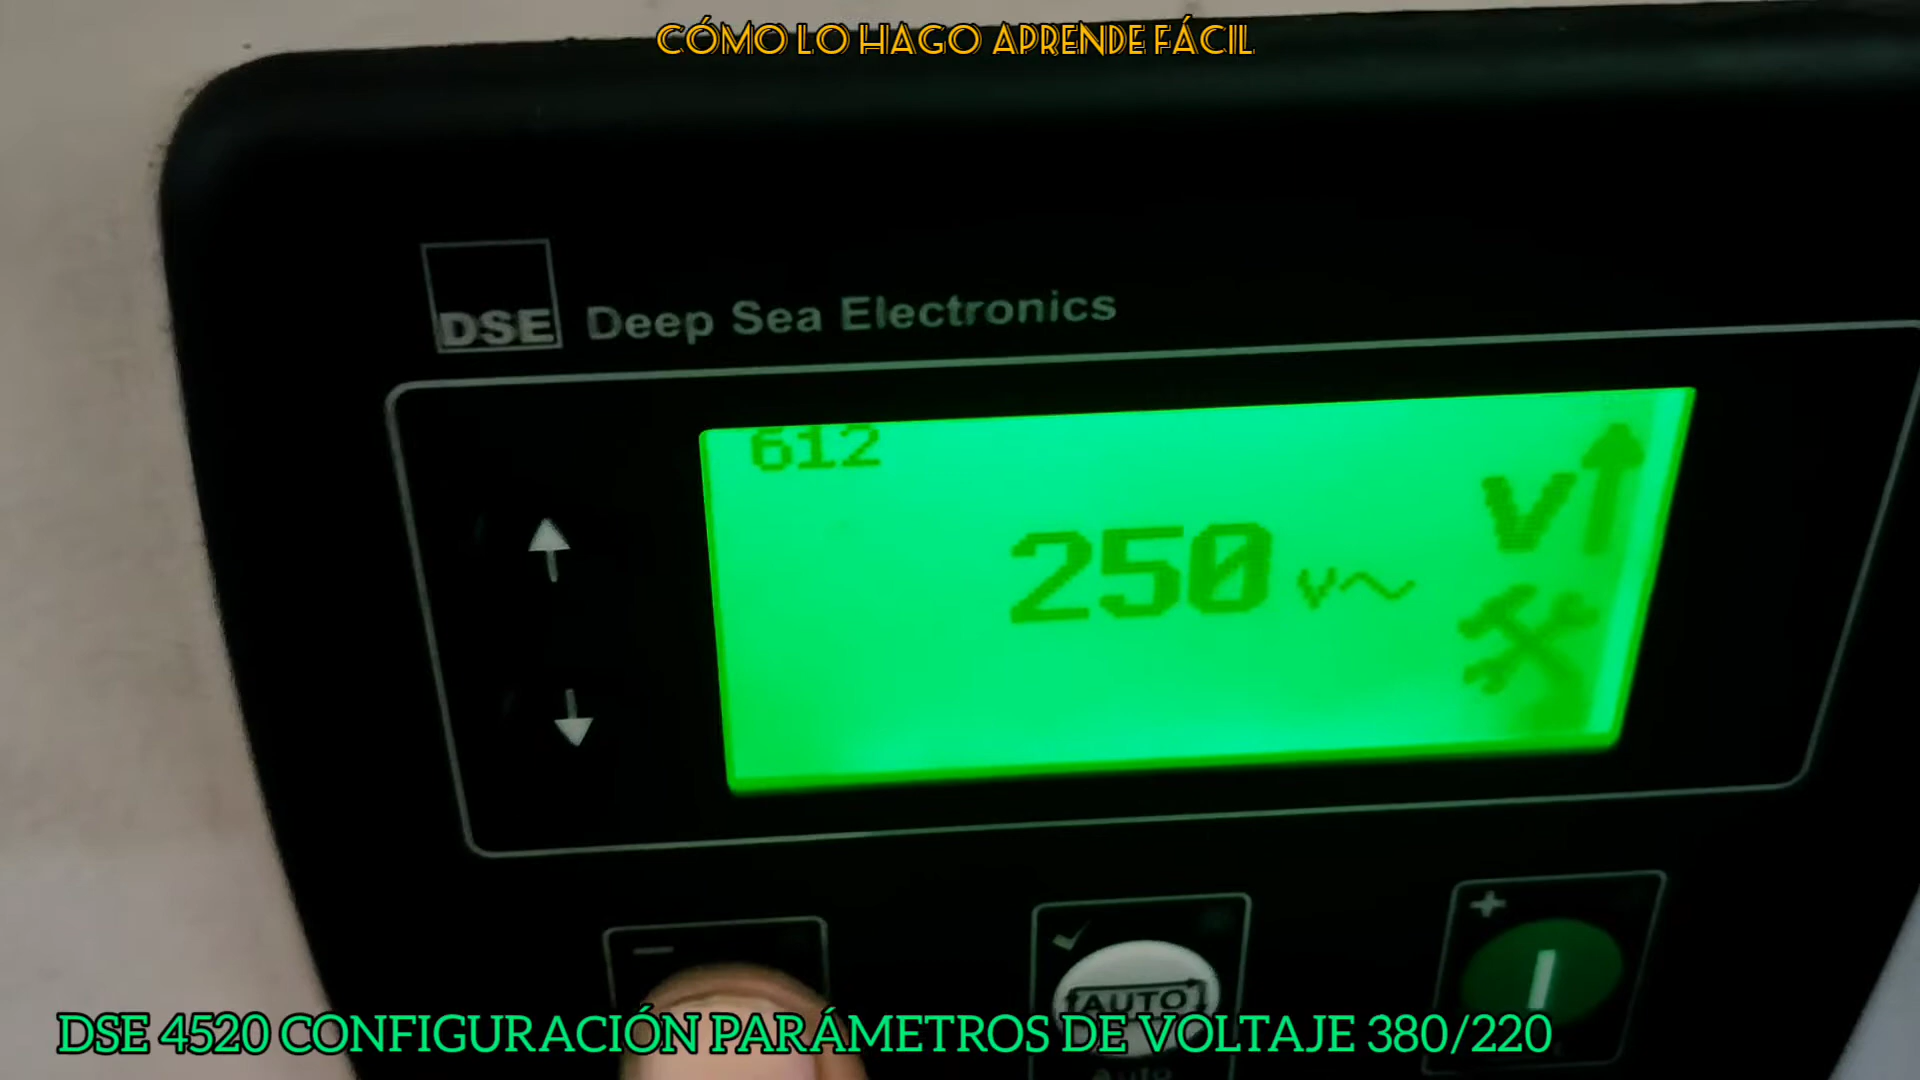 CÓMO LO HAGO APRENDE FÁCIL
DSE Deep Sea Electronics
612
V
250 V~
AUTO
Auto
DSE 4520 CONFIGURACIÓN PARÁMETROS DE VOLTAJE 380/220